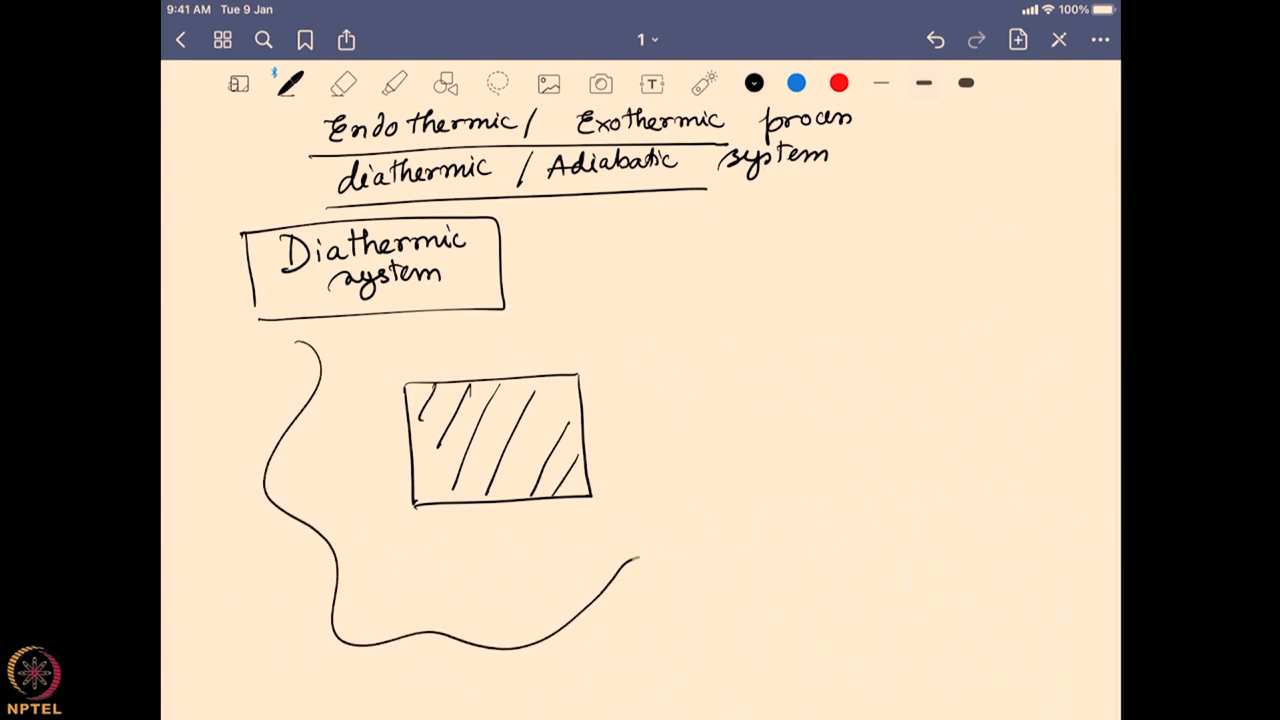 9:41 AM Tue 9 Jan
100%
1
T
Endothermic / Exothermic process
diathermic / Adiabatic system
Diathermic
system
NPTEL